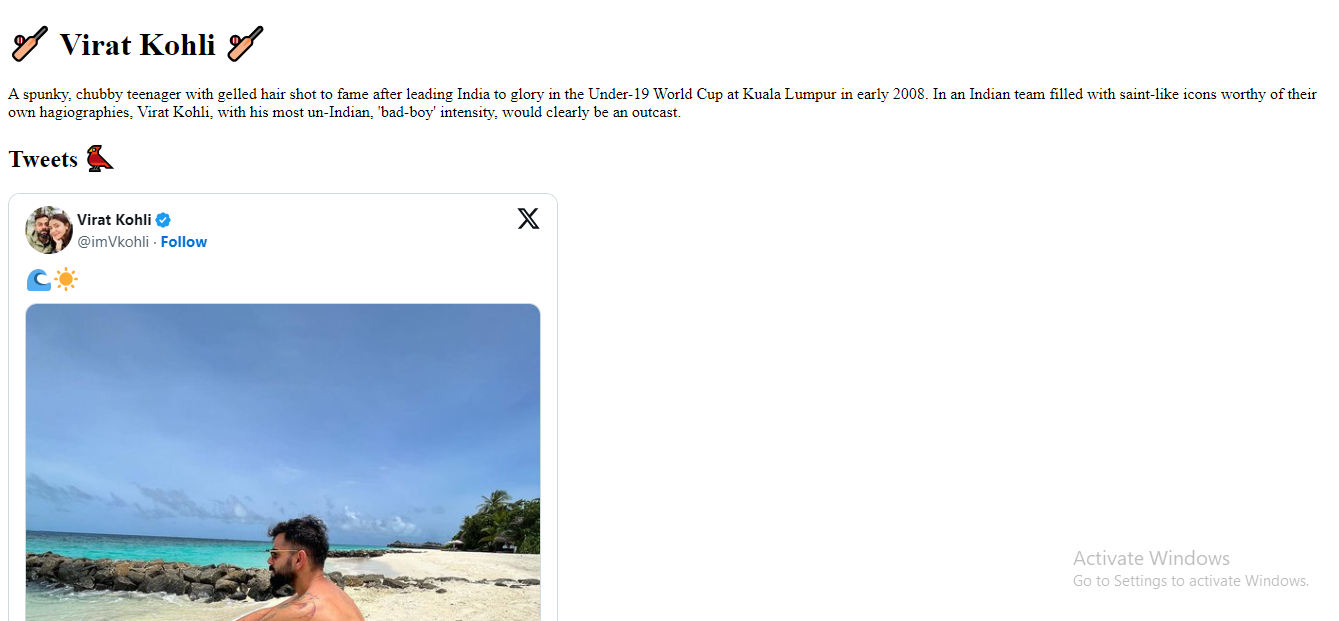 Virat Kohli
A spunky, chubby teenager with gelled hair shot to fame after leading India to glory in the Under-19 World Cup at Kuala Lumpur in early 2008. In an Indian team filled with saint-like icons worthy of their
own hagiographies, Virat Kohli, with his most un-Indian, 'bad-boy' intensity, would clearly be an outcast.
Tweets
Virat Kohli
@imVkohli · Follow
Activate Windows
Go to Settings to activate Windows.